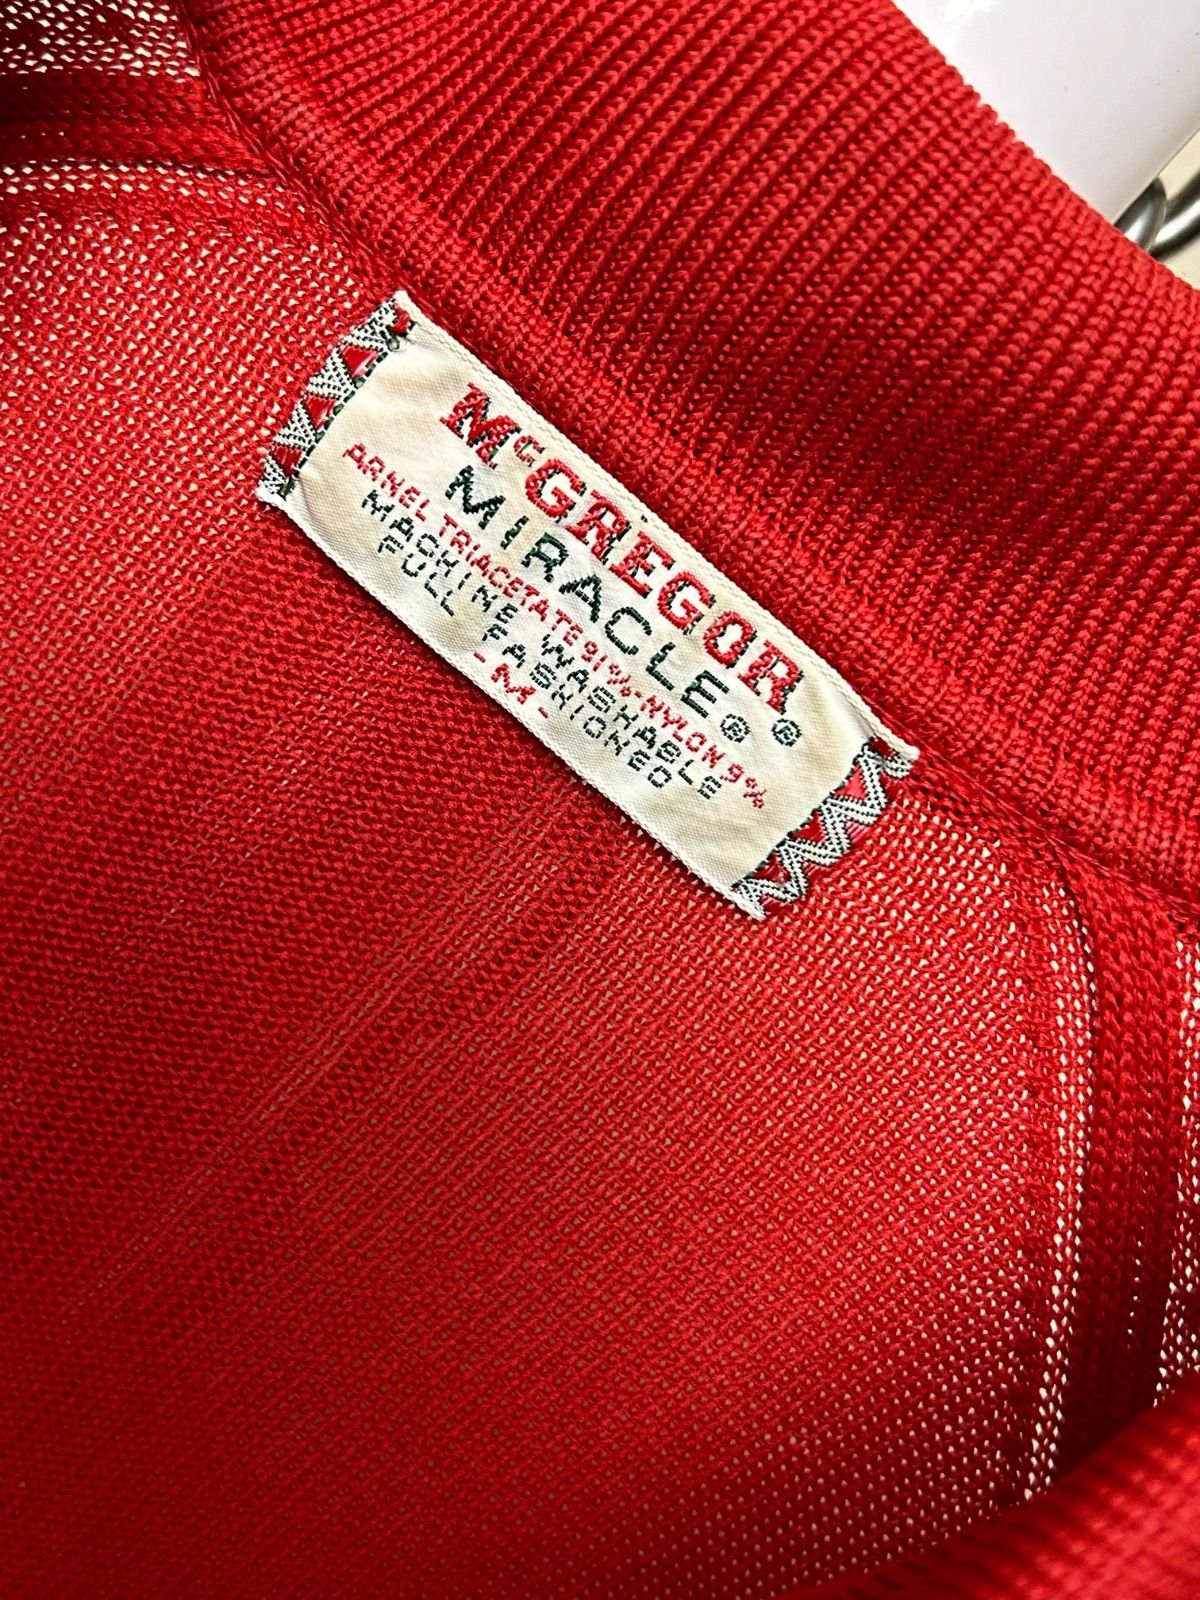 McGREGOR®
MIRACLE®
ARNEL TRIACETATE 91%-NYLON 9%
MACHINE WASHABLE
FULL FASHIONED
-M-